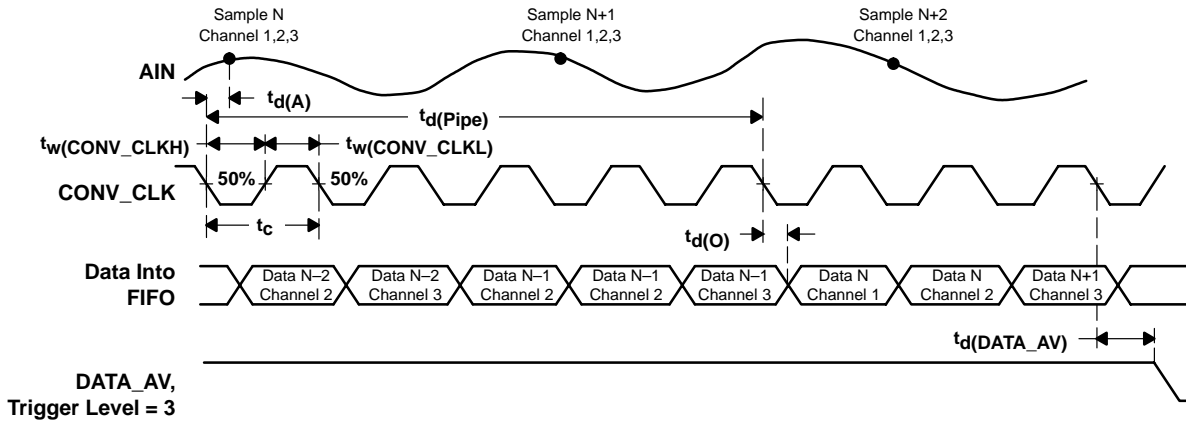 Sample N
Channel 1,2,3
Sample N+1
Channel 1,2,3
Sample N+2
Channel 1,2,3
AIN
td(A)
td(Pipe)
tw(CONV_CLKH)
tw(CONV_CLKL)
50%
50%
CONV_CLK
tc
td(O)
Data Into
FIFO
Data N–2
Channel 2
Data N–2
Channel 3
Data N–1
Channel 2
Data N–1
Channel 2
Data N–1
Channel 3
Data N
Channel 1
Data N
Channel 2
Data N+1
Channel 3
td(DATA_AV)
DATA_AV,
Trigger Level = 3